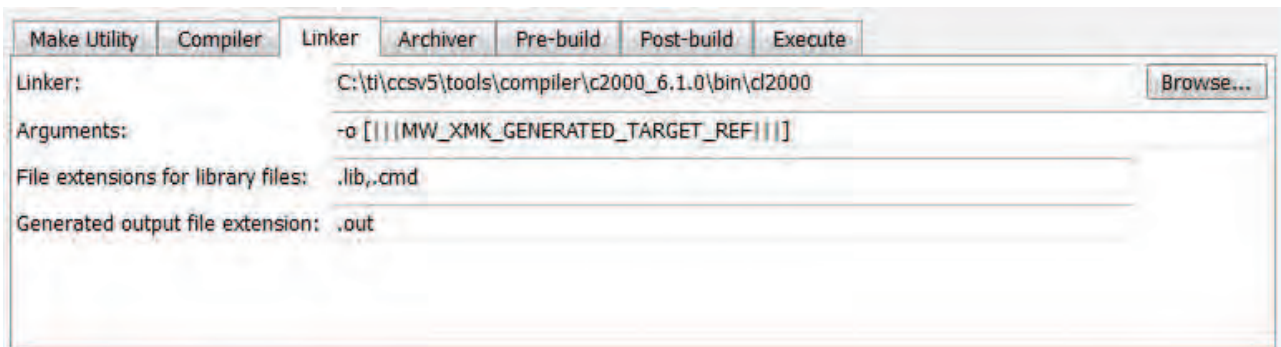 Make Utility Compiler Linker Archiver Pre-build Post-build Execute
Linker: C:\ti\ccsv5\tools\compiler\c2000_6.1.0\bin\cl2000 Browse...
Arguments: -o [|||MW_XMK_GENERATED_TARGET_REF|||]
File extensions for library files: .lib,.cmd
Generated output file extension: .out